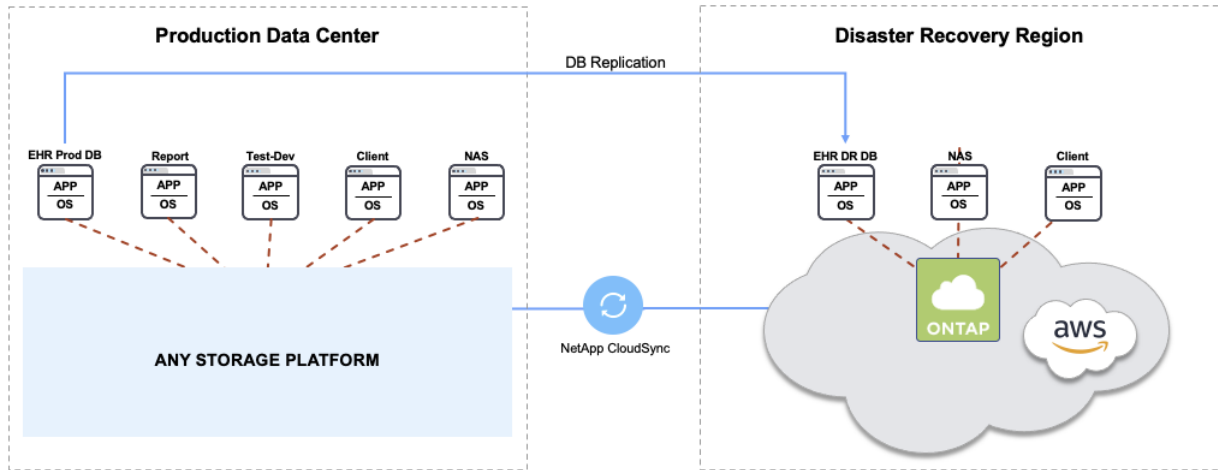 Production Data Center
Disaster Recovery Region
DB Replication
EHR Prod DB
Report
Test-Dev
Client
NAS
EHR DR DB
NAS
Client
APP
OS
APP
OS
APP
OS
APP
OS
APP
OS
APP
OS
APP
OS
APP
OS
ANY STORAGE PLATFORM
NetApp CloudSync
ONTAP
aws